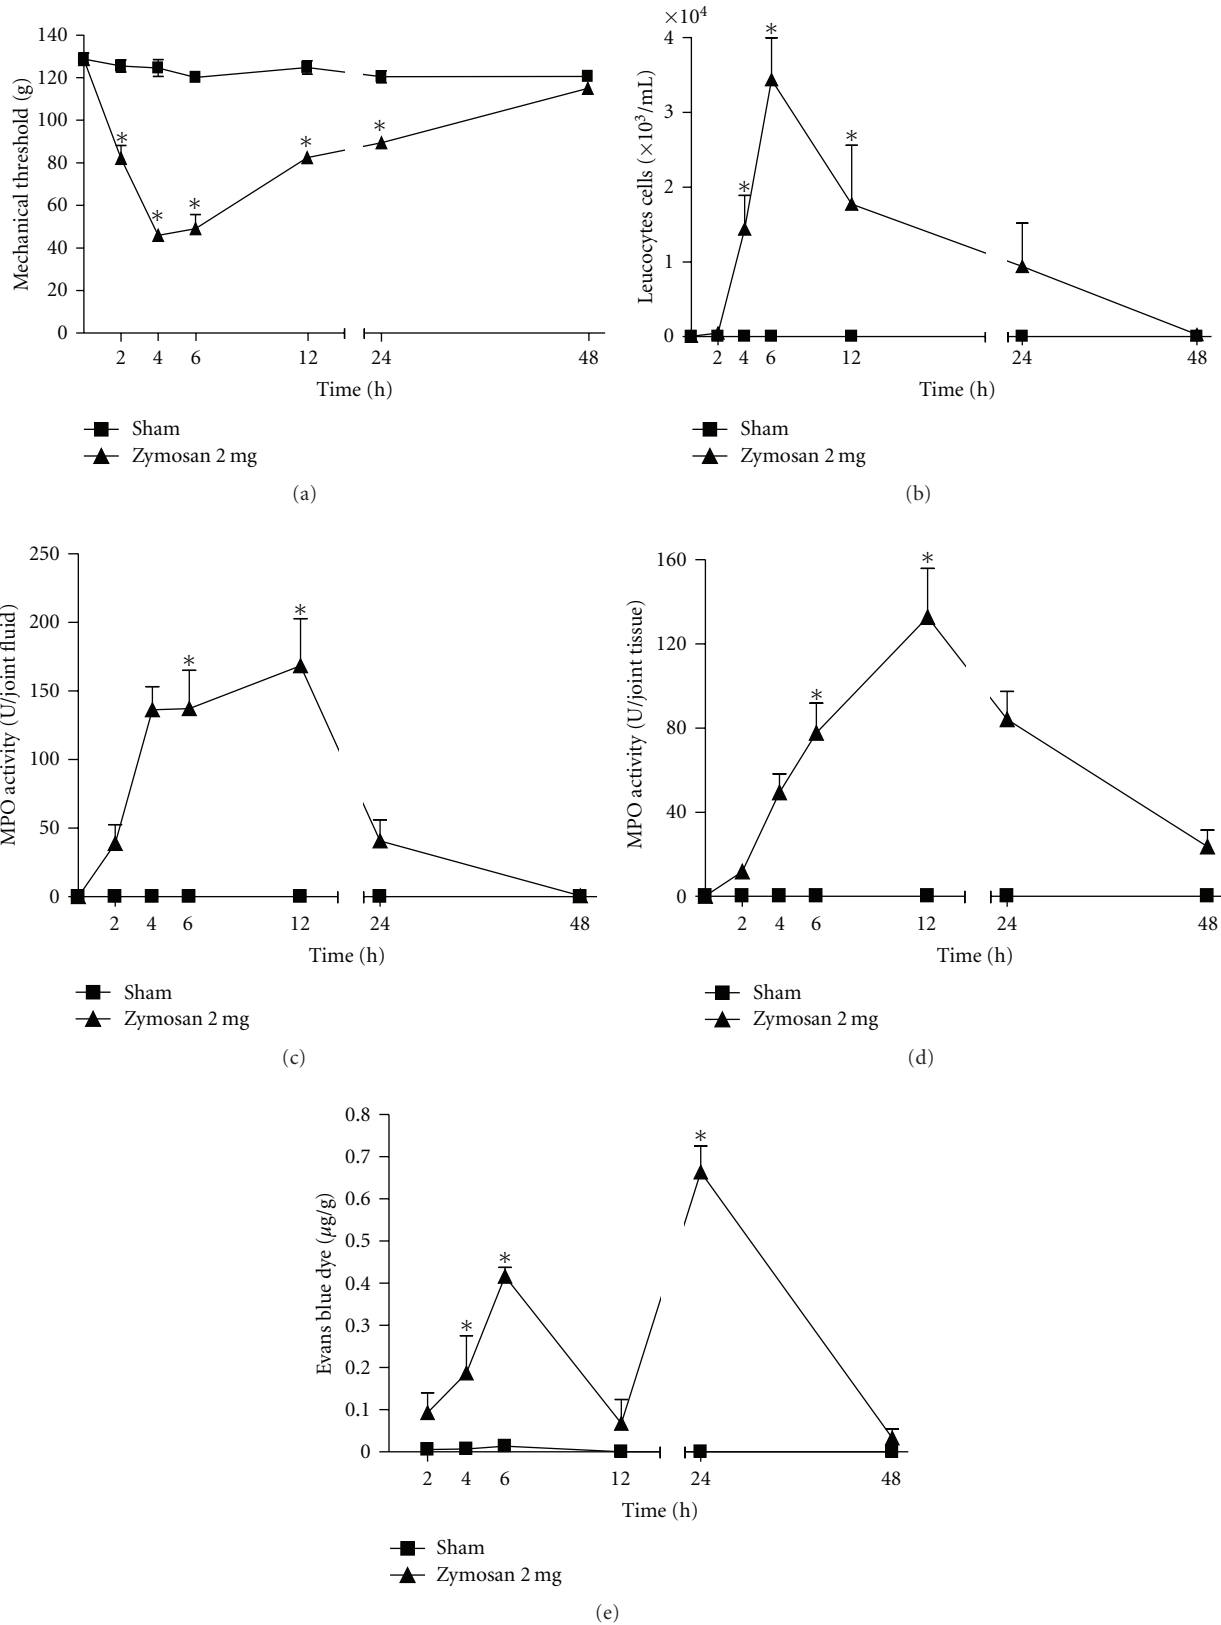 140
120
100
80
60
40
20
0
Mechanical threshold (g)
*
*
*
*
*
2 4 6 12 24 48
Time (h)
Sham
Zymosan 2 mg
(a)
×10⁴
4
3
2
1
0
Leucocytes cells (×10³/mL)
*
*
*
2 4 6 12 24 48
Time (h)
Sham
Zymosan 2 mg
(b)
250
200
150
100
50
0
MPO activity (U/joint fluid)
*
*
2 4 6 12 24 48
Time (h)
Sham
Zymosan 2 mg
(c)
160
120
80
40
0
MPO activity (U/joint tissue)
*
*
2 4 6 12 24 48
Time (h)
Sham
Zymosan 2 mg
(d)
0.8
0.7
0.6
0.5
0.4
0.3
0.2
0.1
0
Evans blue dye (µg/g)
*
*
*
2 4 6 12 24 48
Time (h)
Sham
Zymosan 2 mg
(e)